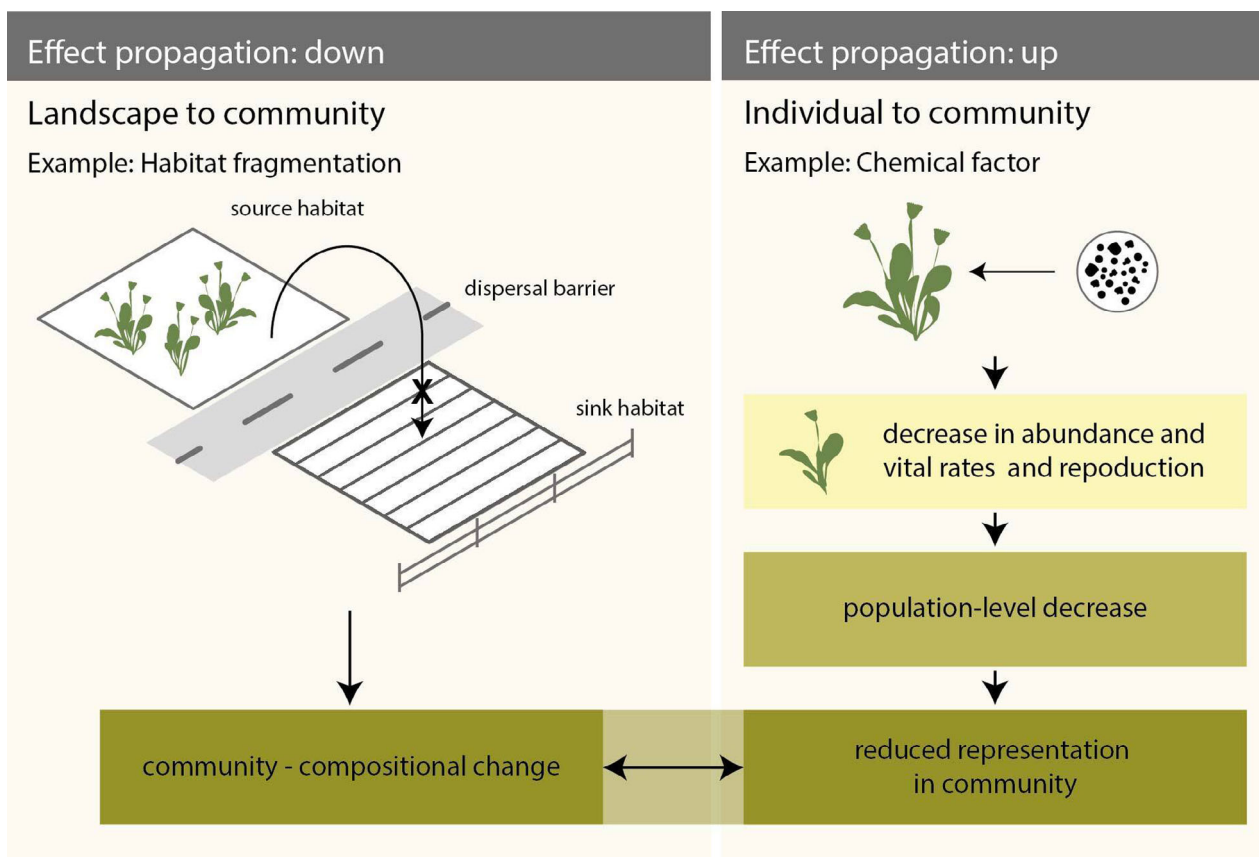 Effect propagation: down
Landscape to community
Example: Habitat fragmentation
source habitat
dispersal barrier
X
sink habitat
community - compositional change
Effect propagation: up
Individual to community
Example: Chemical factor
decrease in abundance and
vital rates and repoduction
population-level decrease
reduced representation
in community